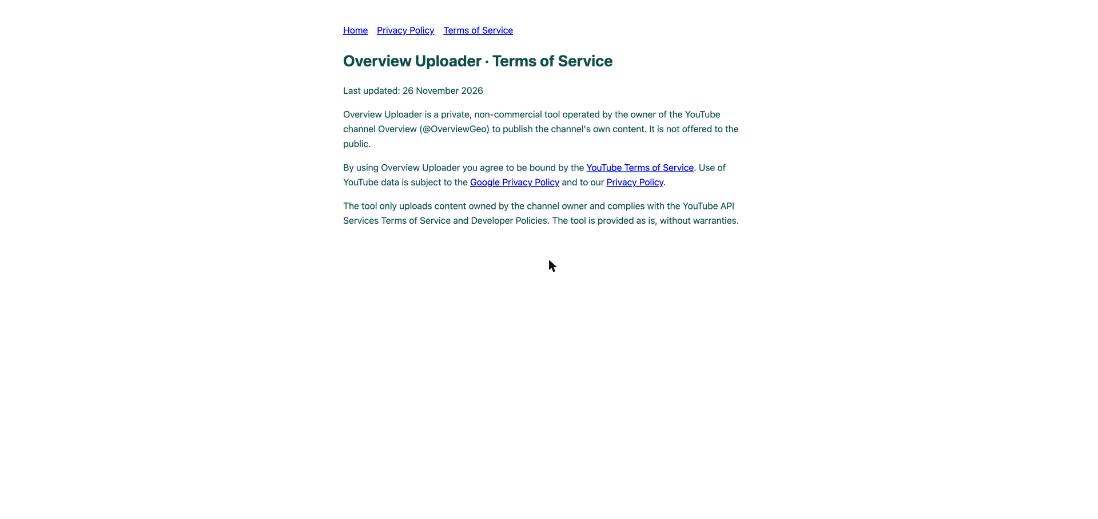 Home Privacy Policy Terms of Service
Overview Uploader · Terms of Service
Last updated: 26 November 2026
Overview Uploader is a private, non-commercial tool operated by the owner of the YouTube
channel Overview (@OverviewGeo) to publish the channel's own content. It is not offered to the
public.
By using Overview Uploader you agree to be bound by the YouTube Terms of Service. Use of
YouTube data is subject to the Google Privacy Policy and to our Privacy Policy.
The tool only uploads content owned by the channel owner and complies with the YouTube API
Services Terms of Service and Developer Policies. The tool is provided as is, without warranties.